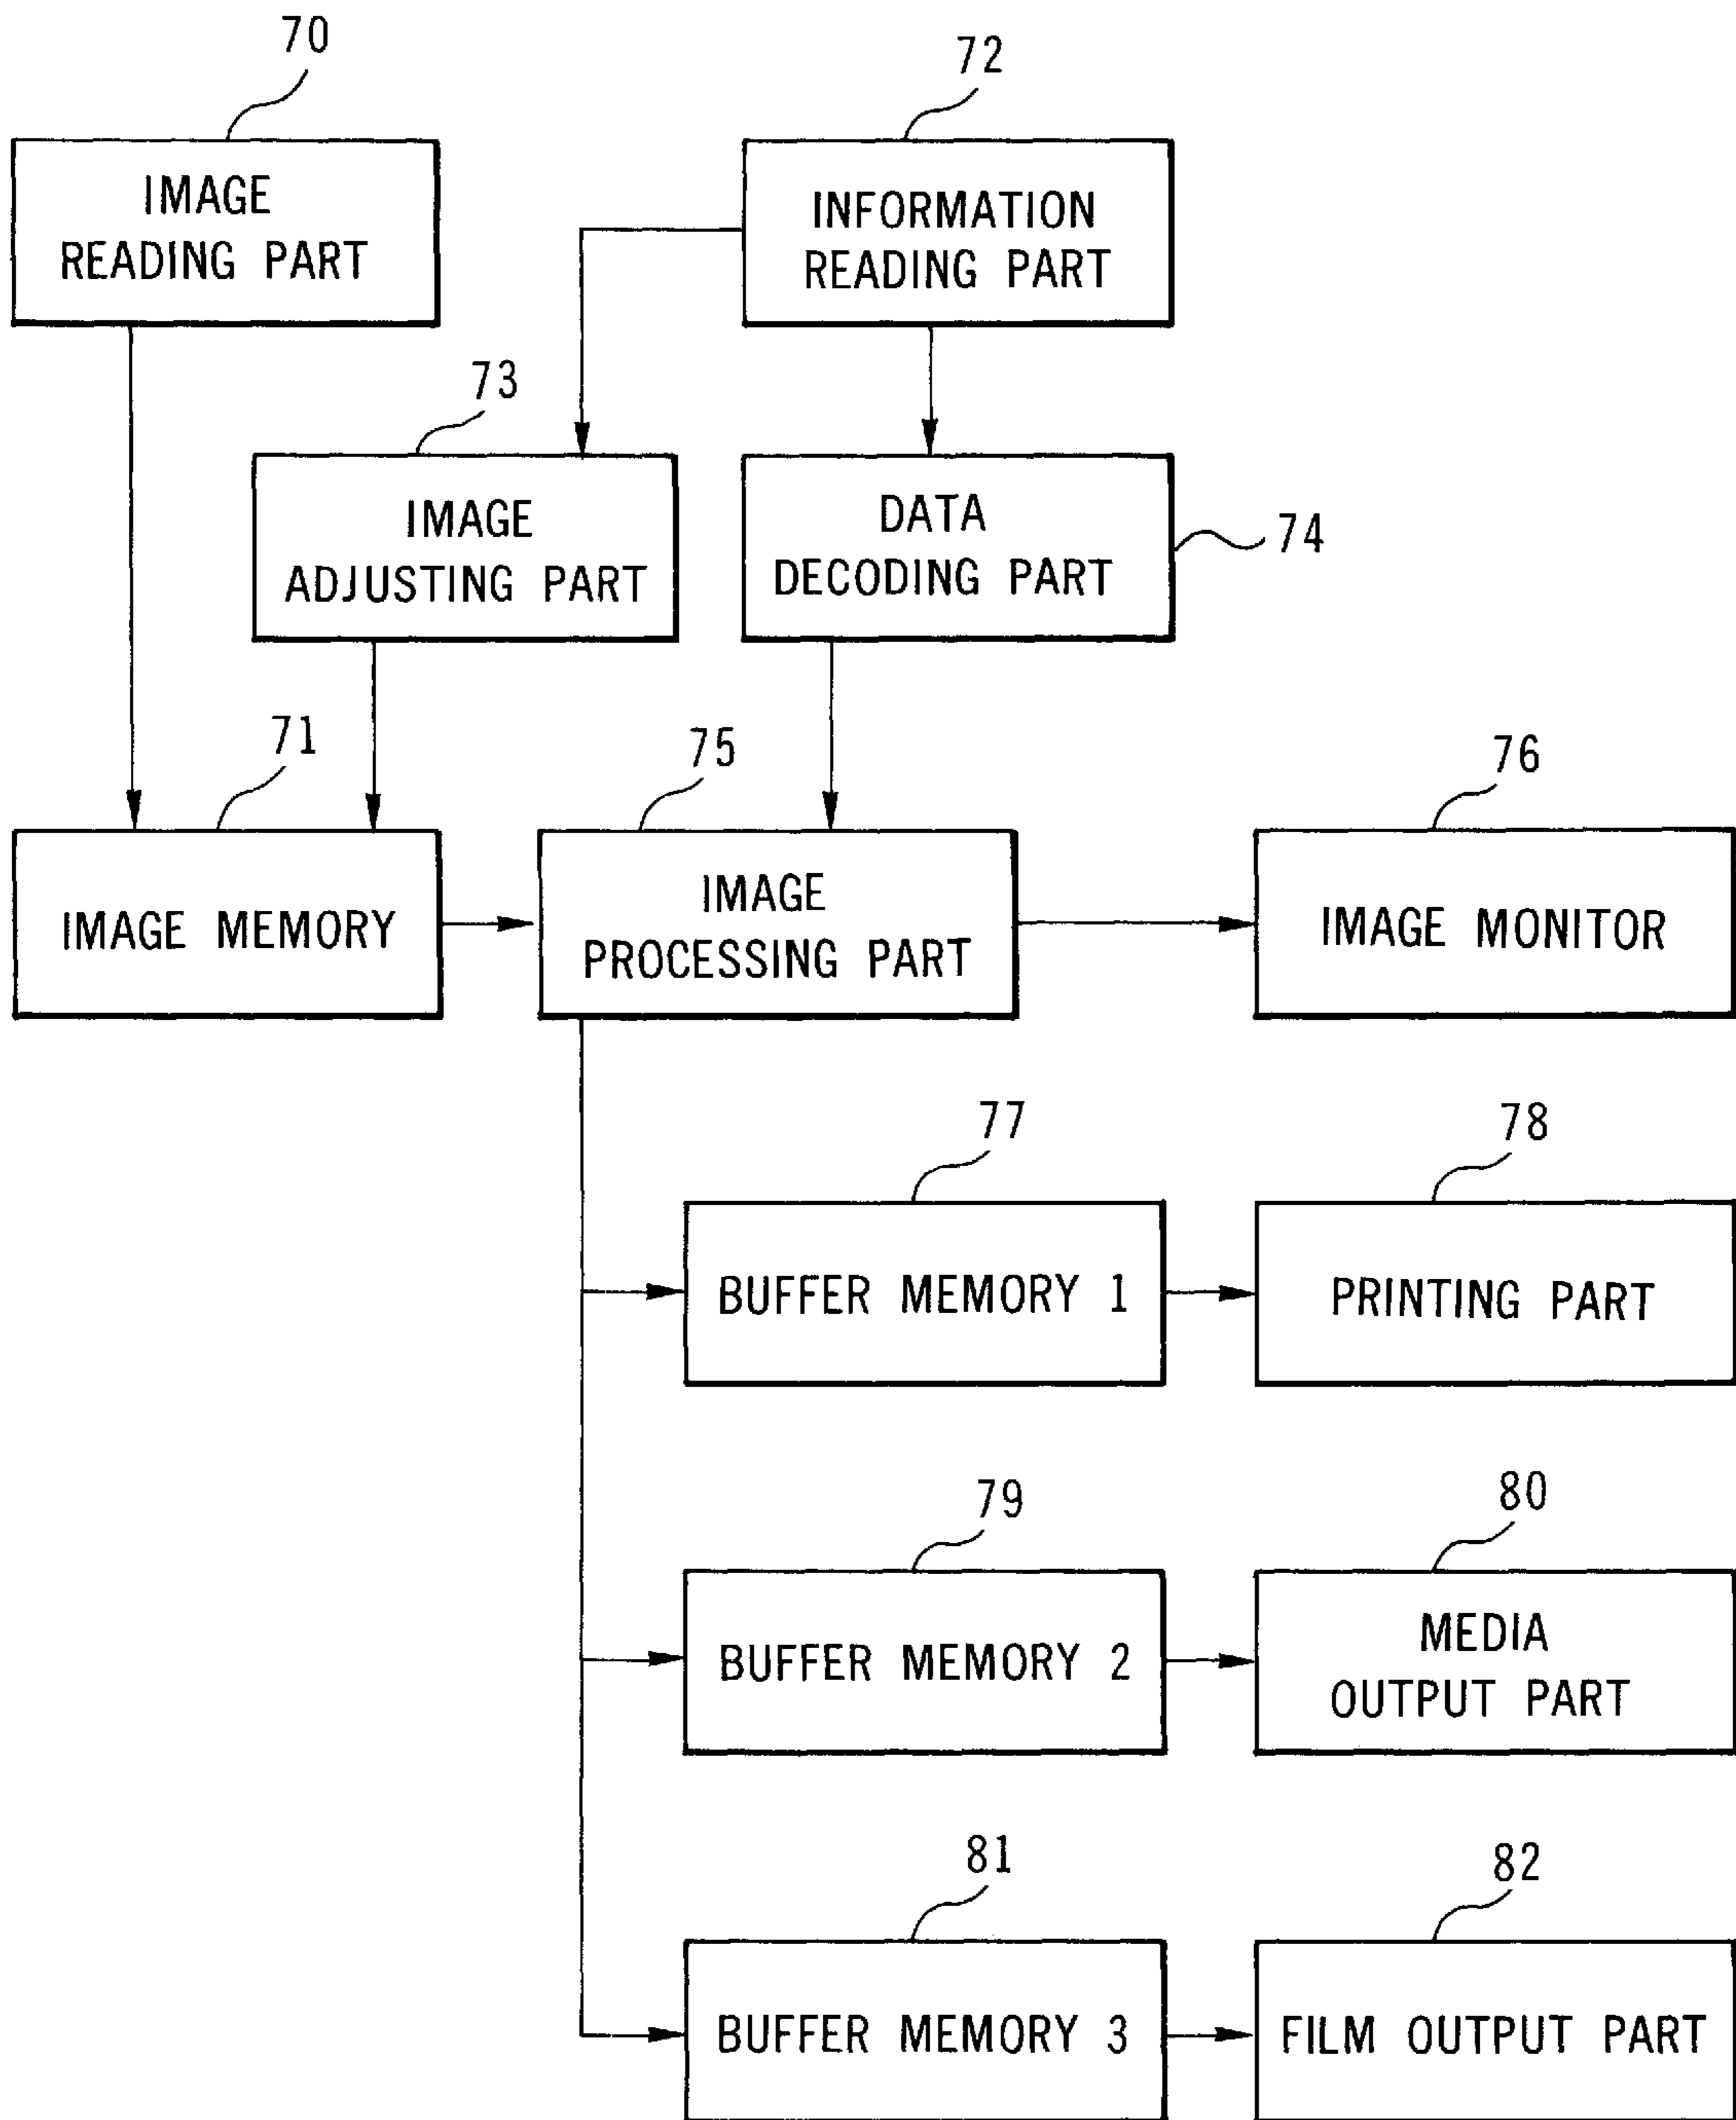 70
72
IMAGE
READING PART
INFORMATION
READING PART
73
IMAGE
ADJUSTING PART
DATA
DECODING PART
74
71
75
76
IMAGE MEMORY
IMAGE
PROCESSING PART
IMAGE MONITOR
77
78
BUFFER MEMORY 1
PRINTING PART
79
80
BUFFER MEMORY 2
MEDIA
OUTPUT PART
81
82
BUFFER MEMORY 3
FILM OUTPUT PART